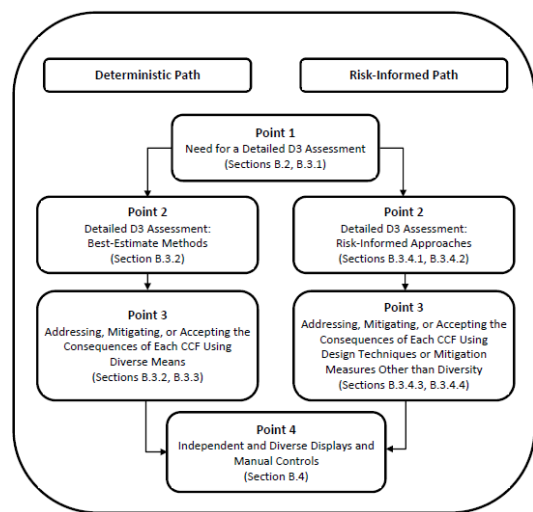 Deterministic Path
Risk-Informed Path
Point 1
Need for a Detailed D3 Assessment
(Sections B.2, B.3.1)
Point 2
Detailed D3 Assessment:
Best-Estimate Methods
(Section B.3.2)
Point 2
Detailed D3 Assessment:
Risk-Informed Approaches
(Sections B.3.4.1, B.3.4.2)
Point 3
Addressing, Mitigating, or Accepting the
Consequences of Each CCF Using
Diverse Means
(Sections B.3.2, B.3.3)
Point 3
Addressing, Mitigating, or Accepting the
Consequences of Each CCF Using
Design Techniques or Mitigation
Measures Other than Diversity
(Sections B.3.4.3, B.3.4.4)
Point 4
Independent and Diverse Displays and
Manual Controls
(Section B.4)